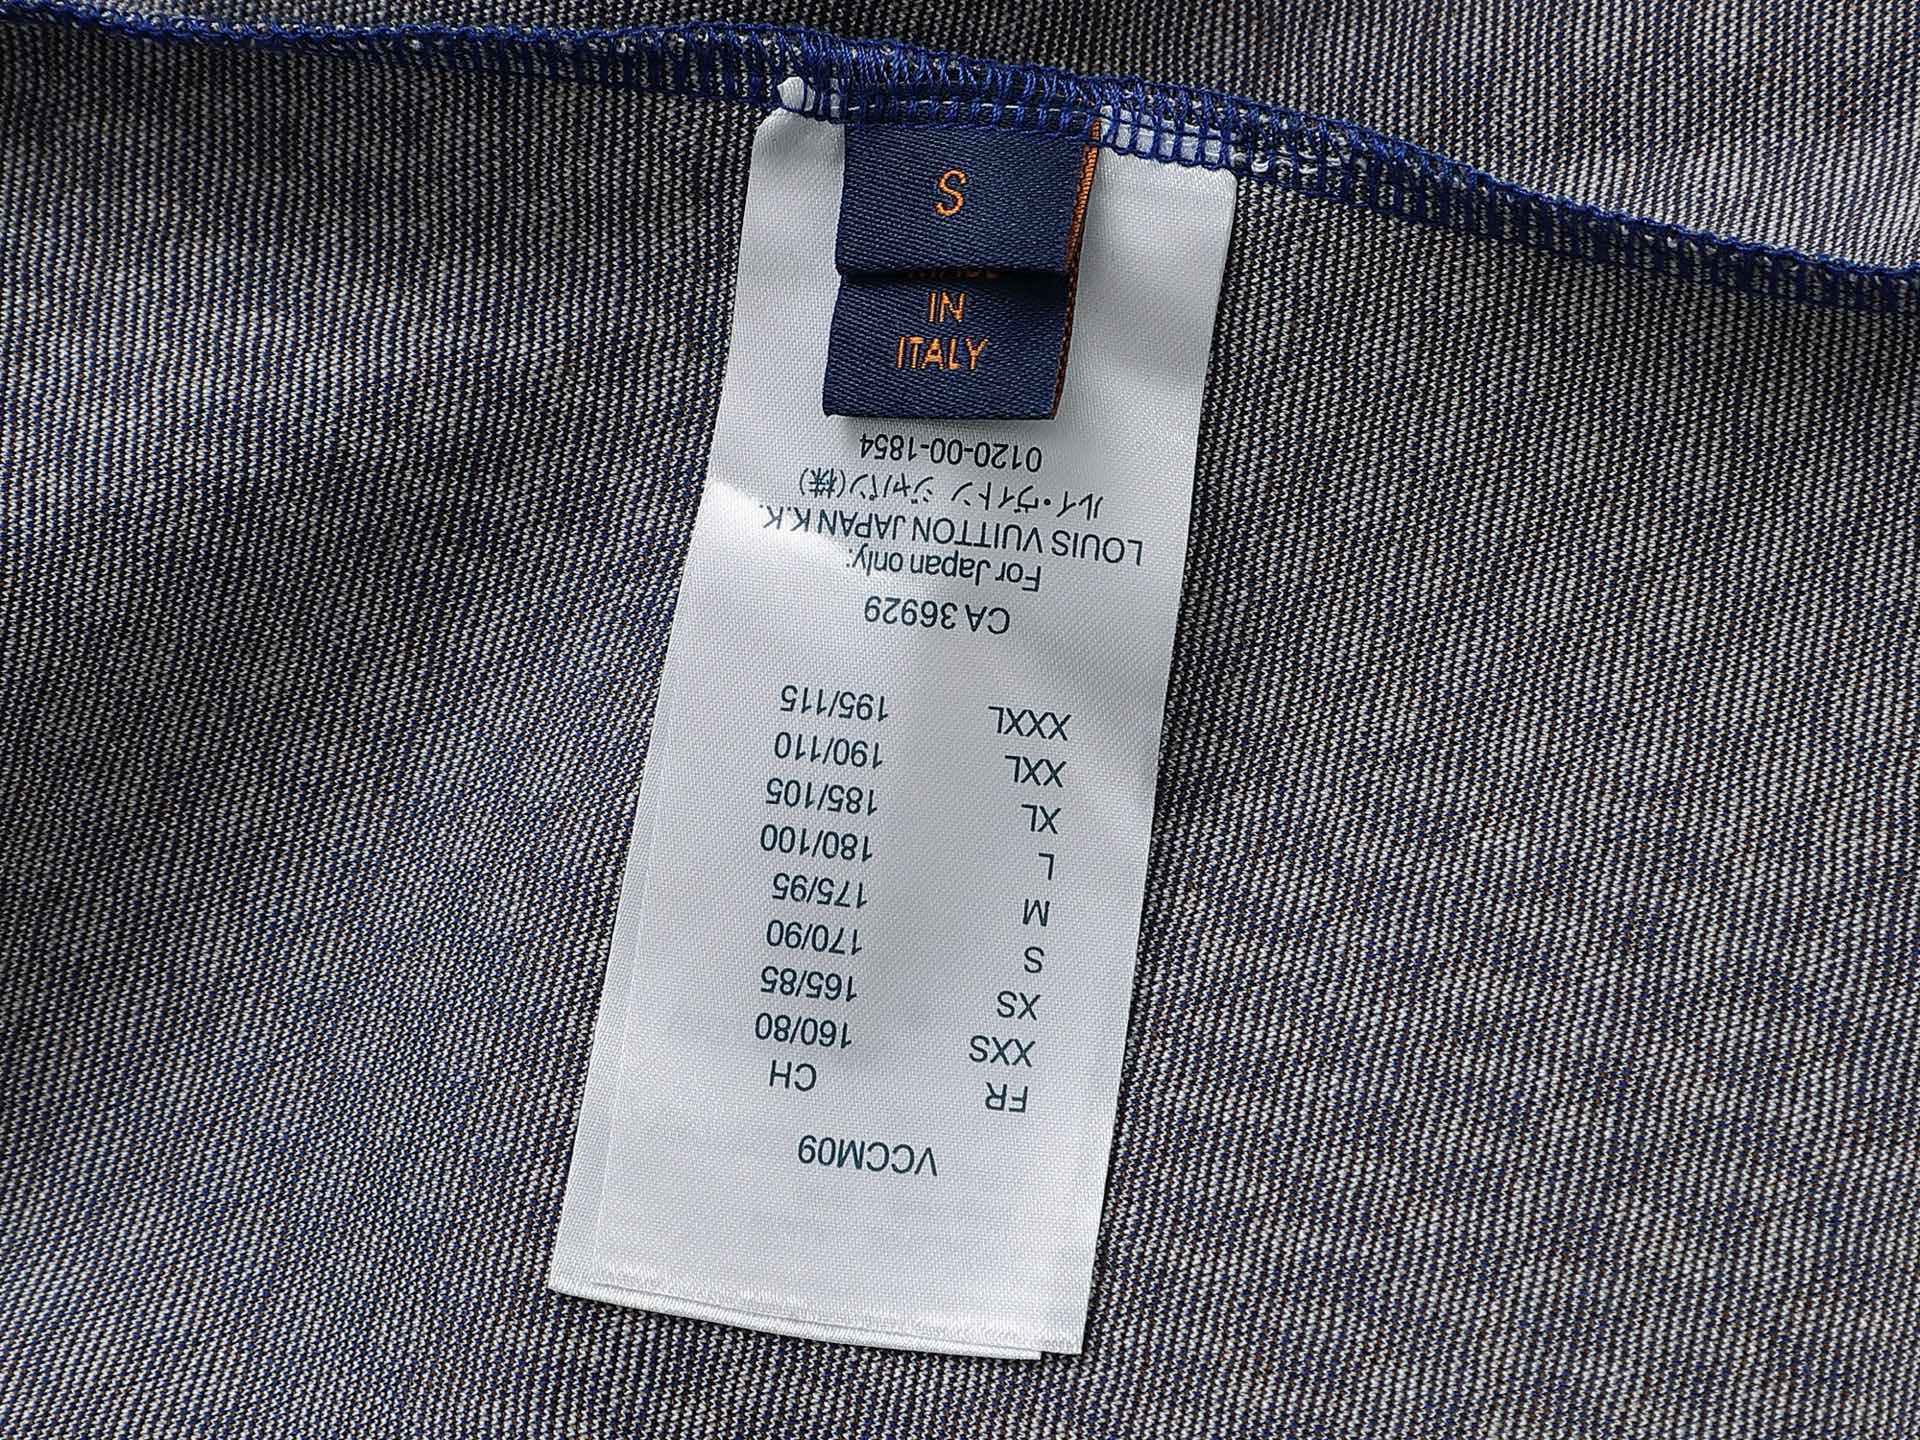 S
IN
ITALY
VCCM09
FR CH
XXS 160/80
XS 165/85
S 170/90
M 175/95
L 180/100
XL 185/105
XXL 190/110
XXXL 195/115
CA 36929
For Japan only:
LOUIS VUITTON JAPAN K.K.
ルイ・ヴィトン ジャパン(株)
0120-00-1854